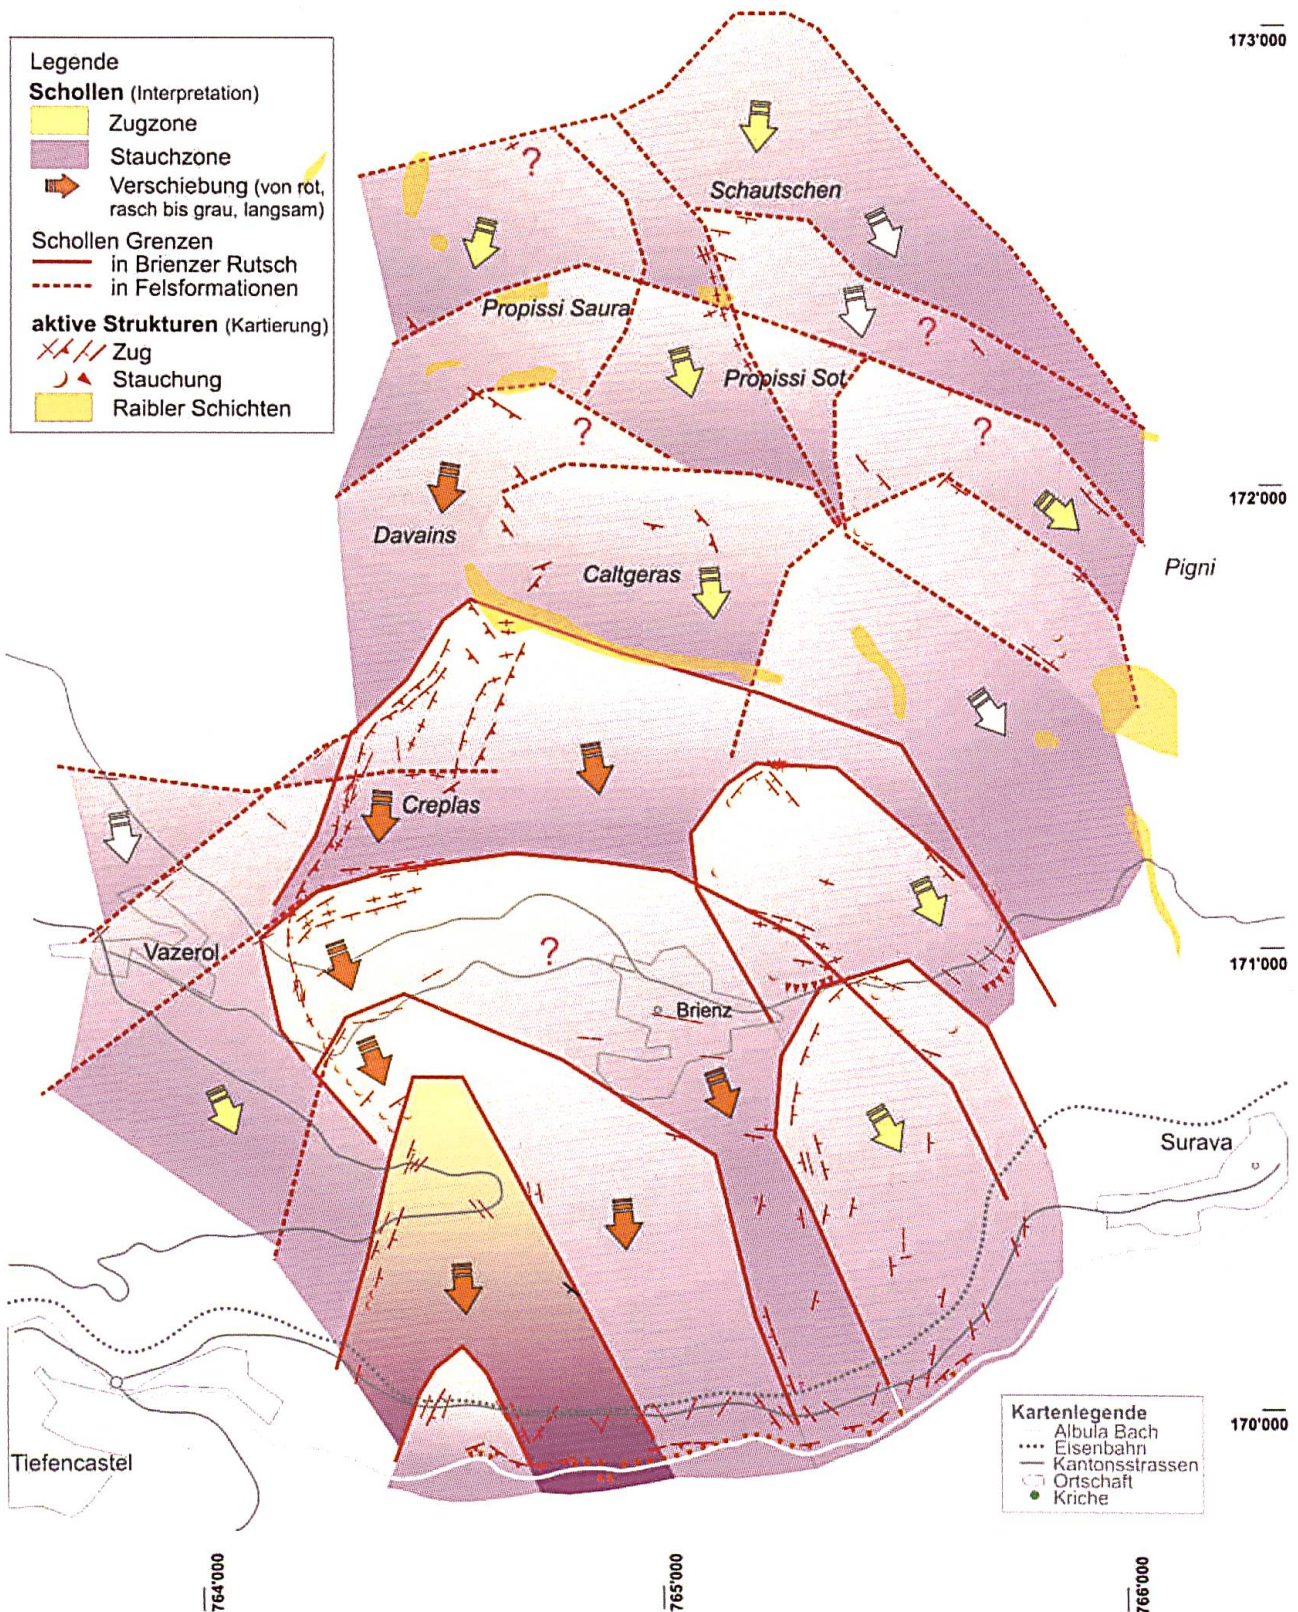 173'000
Legende
Schollen (Interpretation)
Zugzone
Stauchzone
Verschiebung (von rot,
rasch bis grau, langsam)
Schollen Grenzen
in Brienzer Rutsch
in Felsformationen
aktive Strukturen (Kartierung)
Zug
Stauchung
Raibler Schichten
?
Schautschen
Propissi Saura
?
Propissi Sot
?
?
172'000
Davains
Caltgeras
Pigni
Creplas
Vazerol
?
171'000
Brienz
Surava
170'000
Tiefencastel
Kartenlegende
Albula Bach
Eisenbahn
Kantonsstrassen
Ortschaft
Kriche
764'000
765'000
766'000